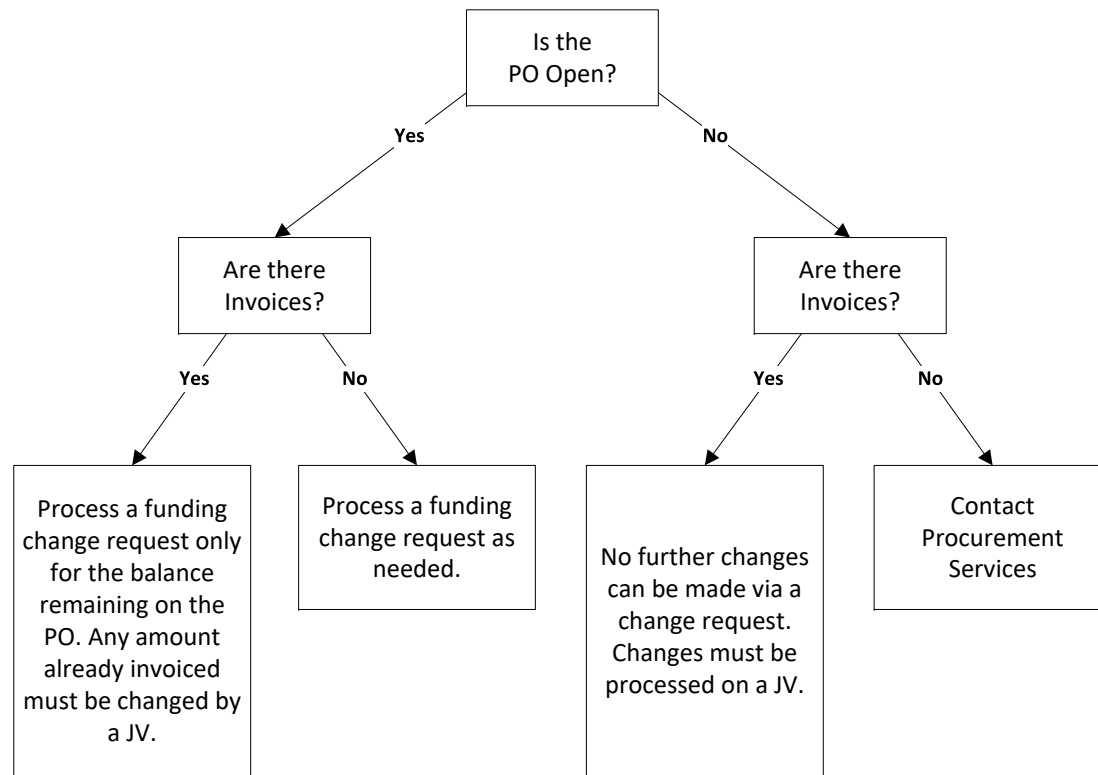 Is the
PO Open?
Yes
No
Are there
Invoices?
Are there
Invoices?
Yes
No
Yes
No
Process a funding
change request only
for the balance
remaining on the
PO. Any amount
already invoiced
must be changed by
a JV.
Process a funding
change request as
needed.
No further changes
can be made via a
change request.
Changes must be
processed on a JV.
Contact
Procurement
Services